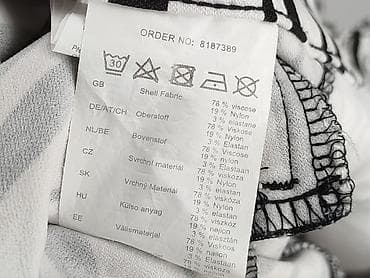 ORDER NO: 8187389
30
GB Shell Fabric 78 % viscose
19 % Nylon
3 % elastane
DE/AT/CH Oberstoff 78 % Viskose
19 % Nylon
3 % Elastan
NL/BE Bovenstof 78 % Viscose
19 % Nylon
3 % Elastaan
CZ Svrchní materiál 78 % viskóza
19 % Nylon
3 % elastan
SK Vrchný Materiál 78 % viskóza
19 % Nylon
3 % Elastan
HU Külső anyag 78 % viszkóz
19 % nejlon
3 % elasztán
EE Välismaterjal 78 % Viskoos
19 %
3 %